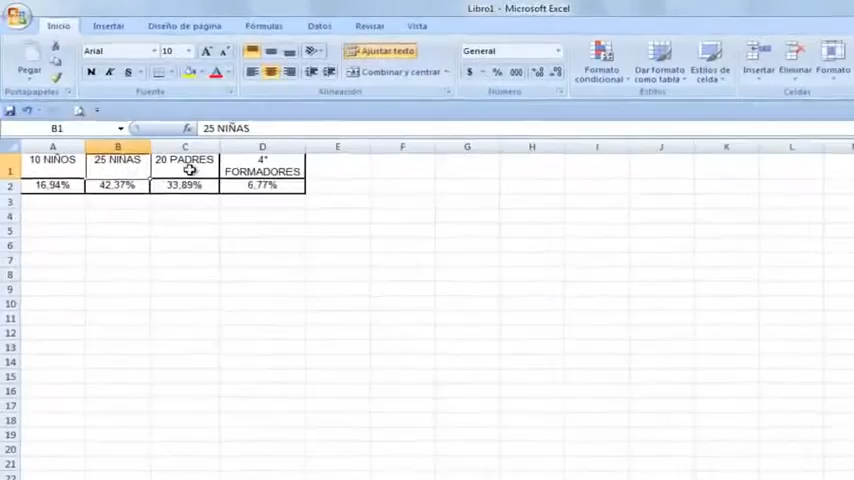 Libro1 - Microsoft Excel
Inicio Insertar Diseño de página Fórmulas Datos Revisar Vista
Pegar
Arial 10
Ajustar texto
General
N K S
Combinar y centrar
$ % 000
Formato condicional
Dar formato como tabla
Estilos de celda
Insertar
Eliminar
Formato
Portapapeles Fuente Alineación Número Estilos Celdas
B1 fx 25 NIÑAS
A B C D E F G H I J K L
1 10 NIÑOS 25 NIÑAS 20 PADRES 4° FORMADORES
2 16,94% 42,37% 33,89% 6,77%
3
4
5
6
7
8
9
10
11
12
13
14
15
16
17
18
19
20
21
22